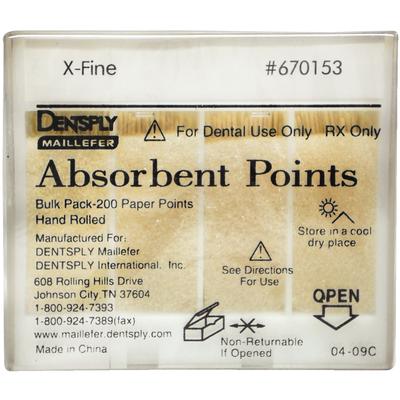 X-Fine #670153
DENTSPLY
MAILLEFER
For Dental Use Only RX Only
Absorbent Points
Bulk Pack-200 Paper Points
Hand Rolled
Manufactured For:
DENTSPLY Maillefer
DENTSPLY International. Inc.
608 Rolling Hills Drive
Johnson City TN 37604
1-800-924-7393
1-800-924-7389(fax)
www.maillefer.dentsply.com
Made in China
See Directions
For Use
Non-Returnable
If Opened
Store in a cool
dry place
OPEN
04-09C